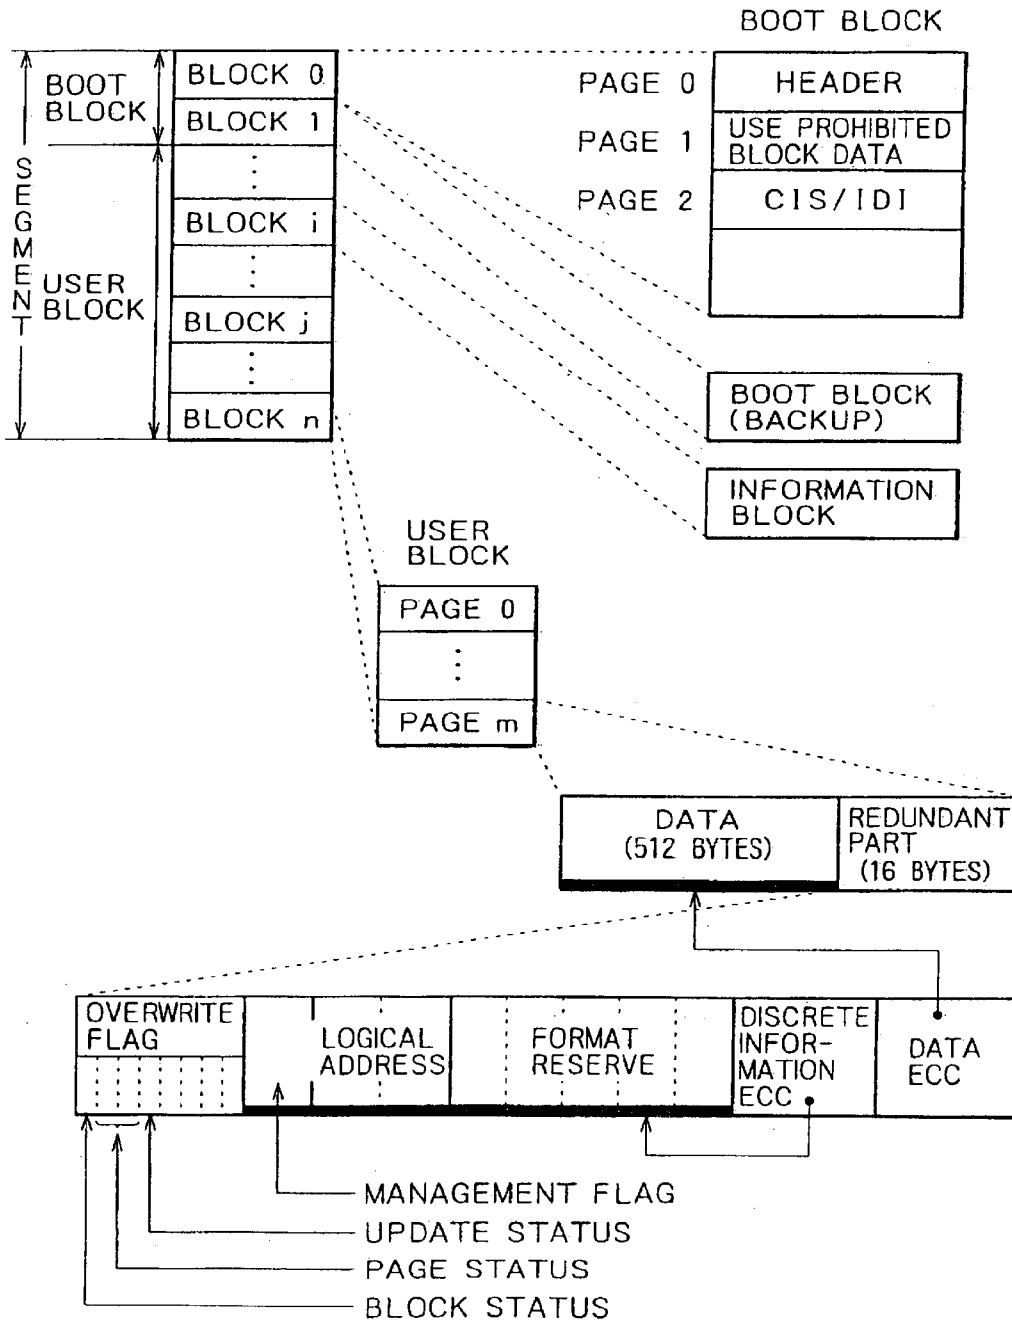 BOOT BLOCK
SEGMENT
BOOT
BLOCK
USER
BLOCK
BLOCK 0
BLOCK 1
BLOCK i
BLOCK j
BLOCK n
PAGE 0
HEADER
PAGE 1
USE PROHIBITED
BLOCK DATA
PAGE 2
CIS/IDI
BOOT BLOCK
(BACKUP)
INFORMATION
BLOCK
USER
BLOCK
PAGE 0
PAGE m
DATA
(512 BYTES)
REDUNDANT
PART
(16 BYTES)
OVERWRITE
FLAG
LOGICAL
ADDRESS
FORMAT
RESERVE
DISCRETE
INFOR-
MATION
ECC
DATA
ECC
MANAGEMENT FLAG
UPDATE STATUS
PAGE STATUS
BLOCK STATUS